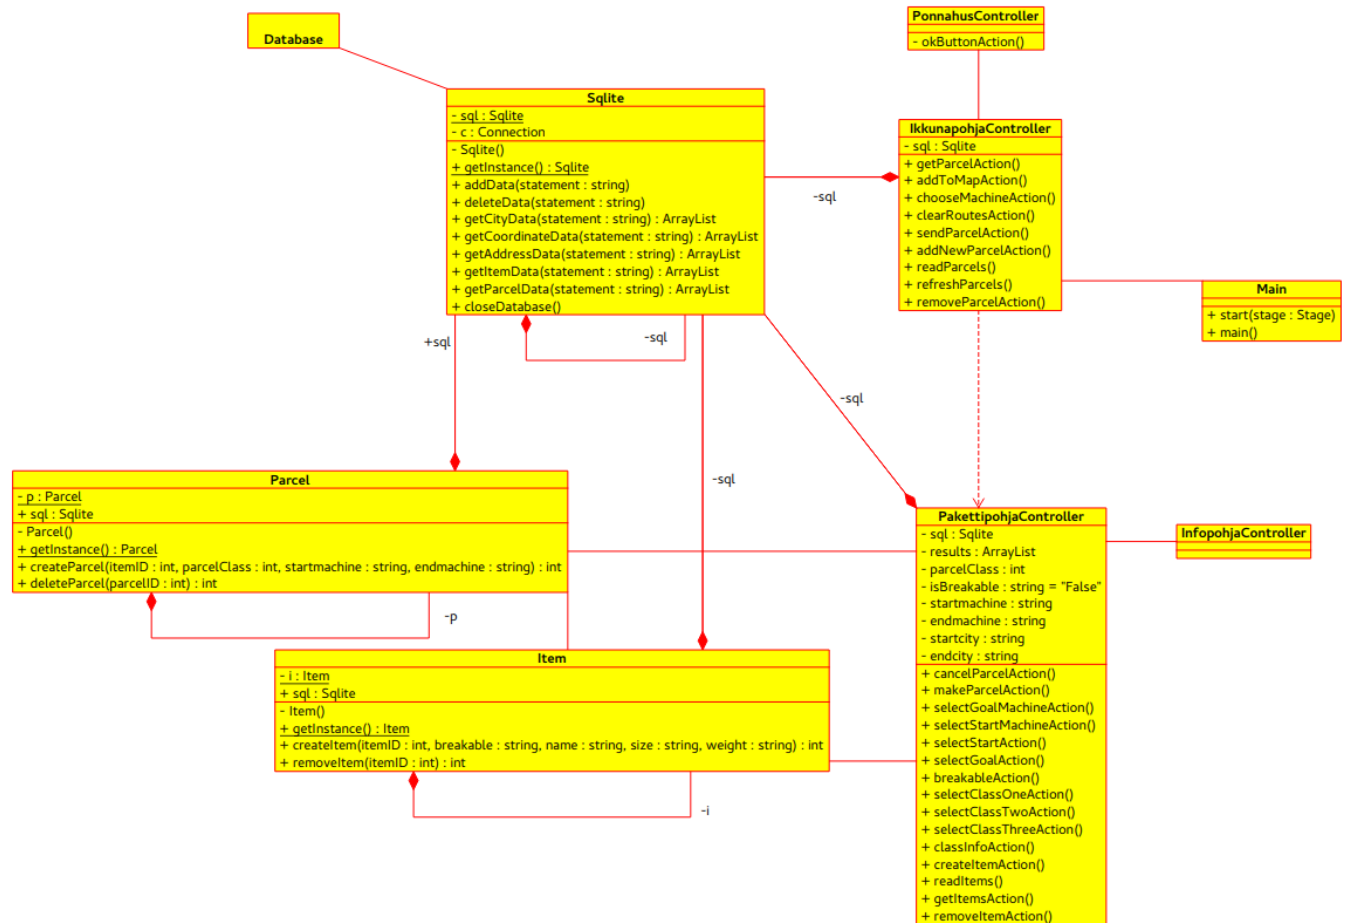 Database
Sqlite
- sql : Sqlite
- c : Connection
- Sqlite()
+ getInstance() : Sqlite
+ addData(statement : string)
+ deleteData(statement : string)
+ getCityData(statement : string) : ArrayList
+ getCoordinateData(statement : string) : ArrayList
+ getAddressData(statement : string) : ArrayList
+ getItemData(statement : string) : ArrayList
+ getParcelData(statement : string) : ArrayList
+ closeDatabase()
PonnahusController
- okButtonAction()
IkkunapohjaController
- sql : Sqlite
+ getParcelAction()
+ addToMapAction()
+ chooseMachineAction()
+ clearRoutesAction()
+ sendParcelAction()
+ addNewParcelAction()
+ readParcels()
+ refreshParcels()
+ removeParcelAction()
Main
+ start(stage : Stage)
+ main()
-sql
+sql
-sql
-sql
-sql
Parcel
- p : Parcel
+ sql : Sqlite
- Parcel()
+ getInstance() : Parcel
+ createParcel(itemID : int, parcelClass : int, startmachine : string, endmachine : string) : int
+ deleteParcel(parcelID : int) : int
-p
Item
- i : Item
+ sql : Sqlite
- Item()
+ getInstance() : Item
+ createItem(itemID : int, breakable : string, name : string, size : string, weight : string) : int
+ removeItem(itemID : int) : int
-i
PakettipohjaController
- sql : Sqlite
- results : ArrayList
- parcelClass : int
- isBreakable : string = "False"
- startmachine : string
- endmachine : string
- startcity : string
- endcity : string
+ cancelParcelAction()
+ makeParcelAction()
+ selectGoalMachineAction()
+ selectStartMachineAction()
+ selectStartAction()
+ selectGoalAction()
+ breakableAction()
+ selectClassOneAction()
+ selectClassTwoAction()
+ selectClassThreeAction()
+ classInfoAction()
+ createItemAction()
+ readItems()
+ getItemsAction()
+ removeItemAction()
InfopohjaController